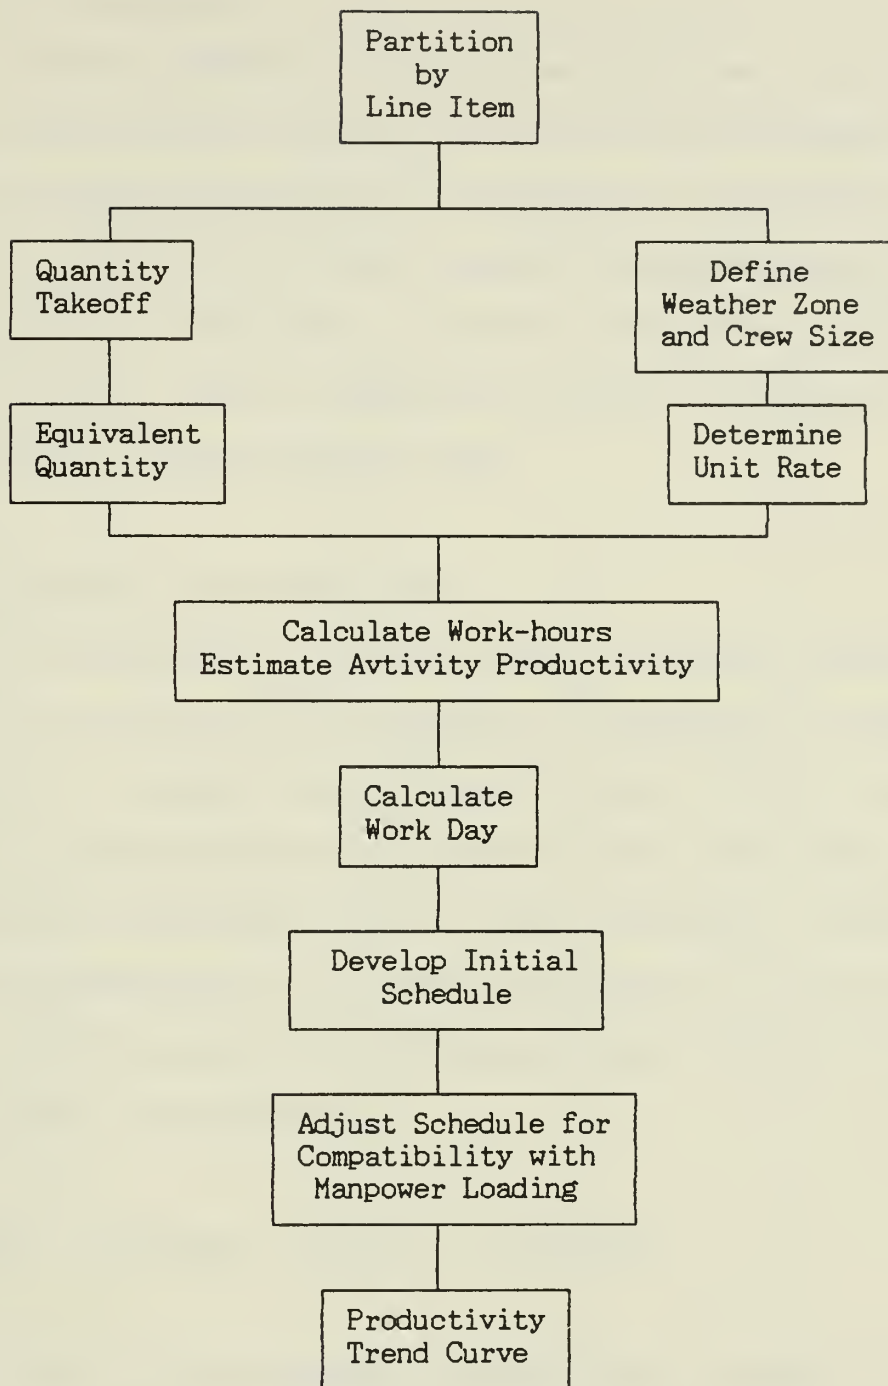 Partition
by
Line Item
Quantity
Takeoff
Define
Weather Zone
and Crew Size
Equivalent
Quantity
Determine
Unit Rate
Calculate Work-hours
Estimate Avtivity Productivity
Calculate
Work Day
Develop Initial
Schedule
Adjust Schedule for
Compatibility with
Manpower Loading
Productivity
Trend Curve